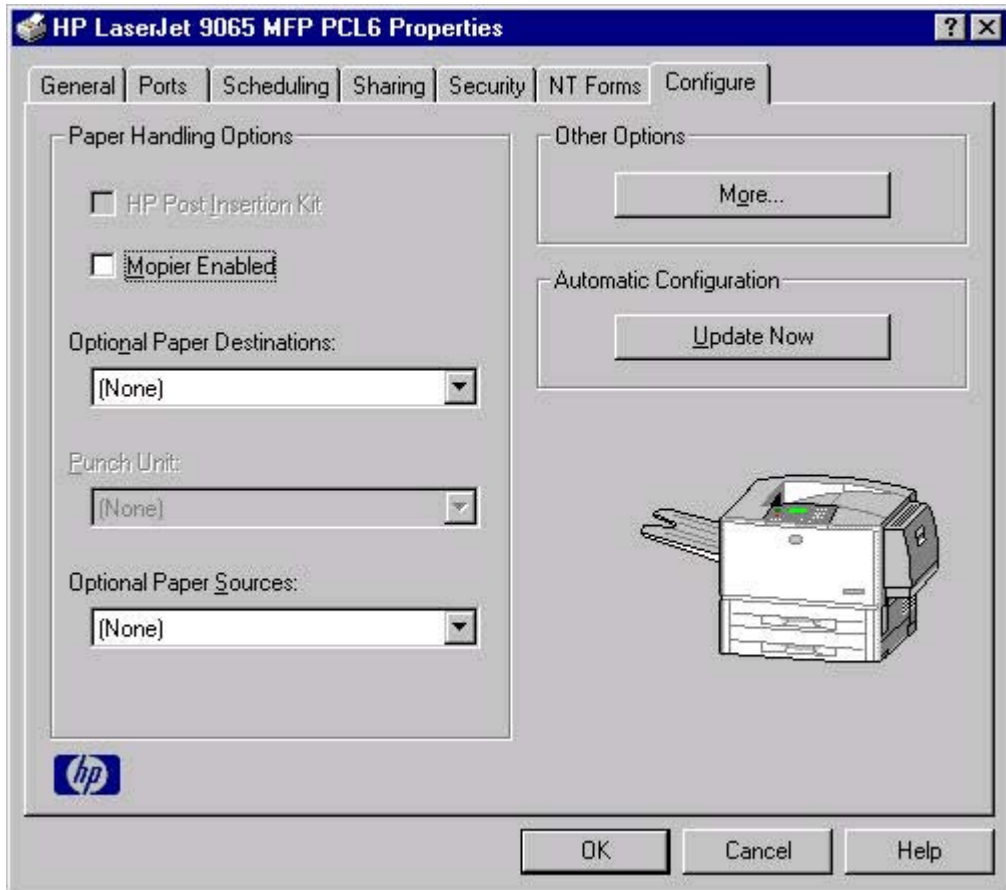 HP LaserJet 9065 MFP PCL6 Properties
General Ports Scheduling Sharing Security NT Forms Configure
Paper Handling Options
HP Post Insertion Kit
Mopier Enabled
Optional Paper Destinations:
(None)
Punch Unit:
(None)
Optional Paper Sources:
(None)
Other Options
More...
Automatic Configuration
Update Now
hp
OK Cancel Help